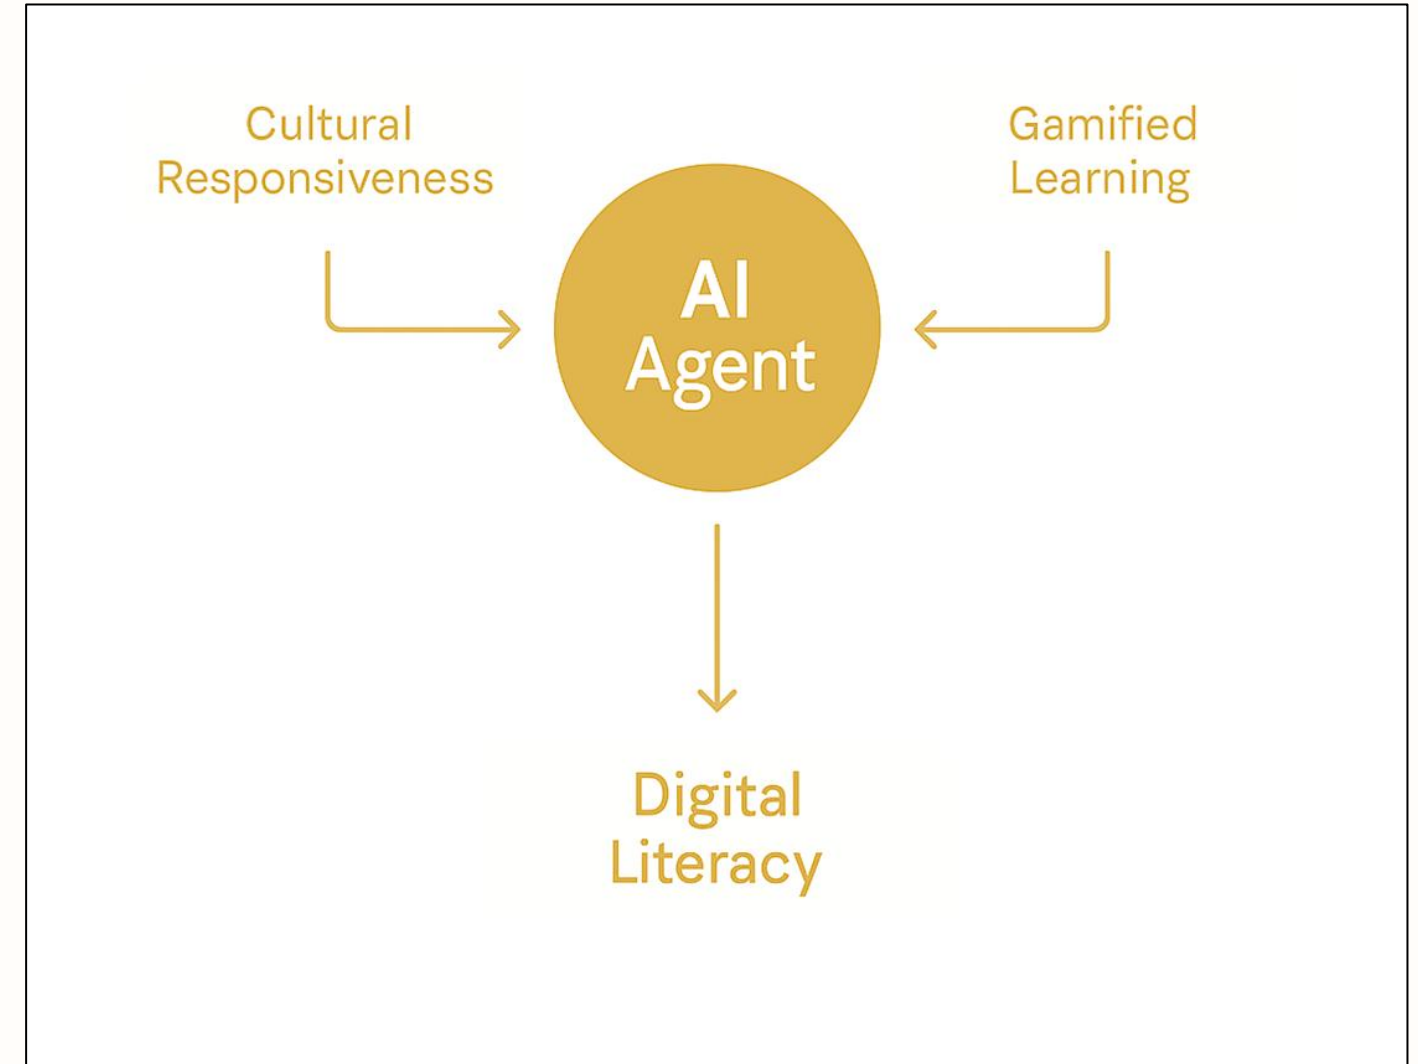 Cultural
Responsiveness
Gamified
Learning
AI
Agent
Digital
Literacy